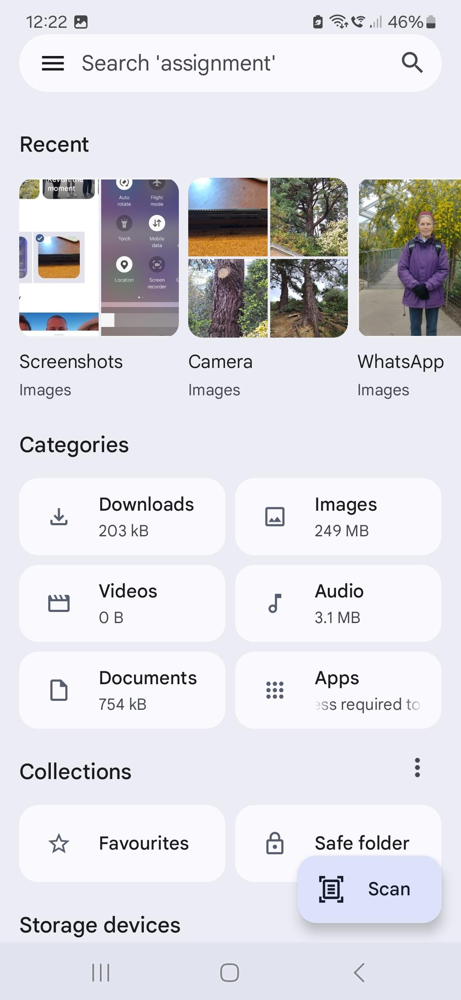 12:22
46%
Search 'assignment'
Recent
Revisit the
moment
Auto
rotate
Flight
mode
Torch
Mobile
data
Location
Screen
recorder
Screenshots
Images
Camera
Images
WhatsApp
Images
Categories
Downloads
203 kB
Images
249 MB
Videos
0 B
Audio
3.1 MB
Documents
754 kB
Apps
ess required to
Collections
Favourites
Safe folder
Scan
Storage devices